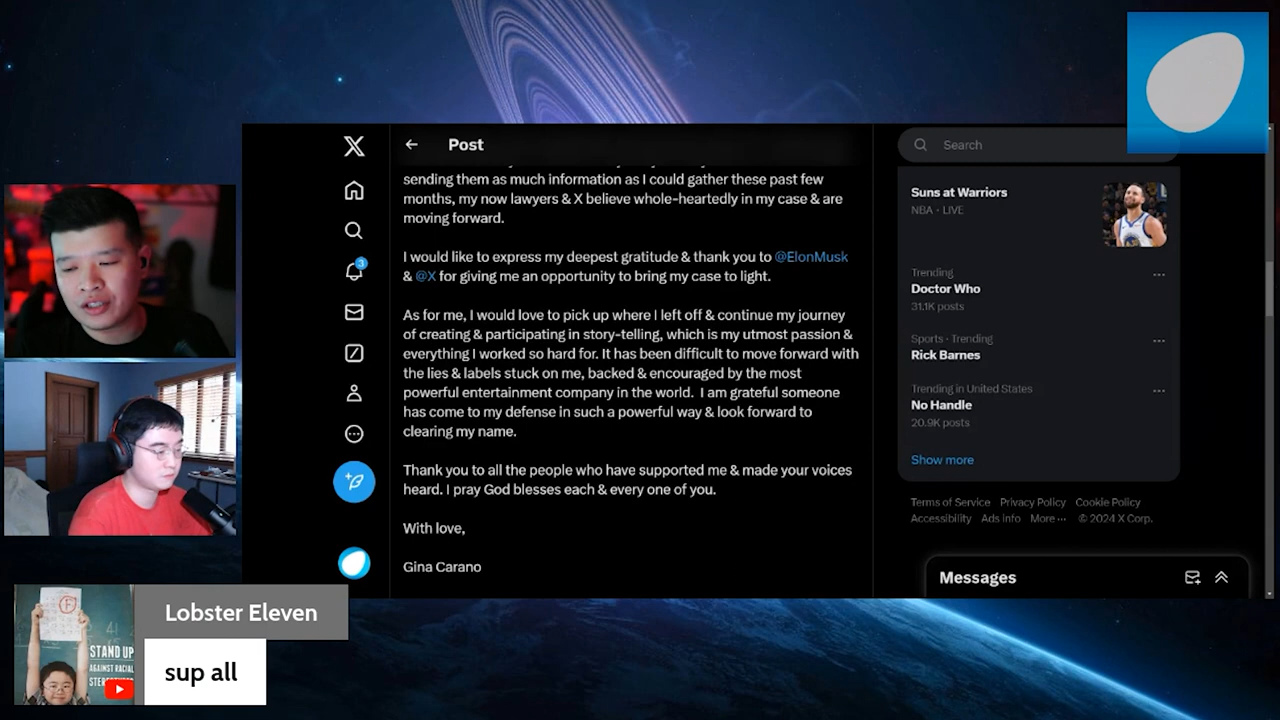 Post
Search
sending them as much information as I could gather these past few
months, my now lawyers & X believe whole-heartedly in my case & are
moving forward.
I would like to express my deepest gratitude & thank you to @ElonMusk
& @X for giving me an opportunity to bring my case to light.
As for me, I would love to pick up where I left off & continue my journey
of creating & participating in story-telling, which is my utmost passion &
everything I worked so hard for. It has been difficult to move forward with
the lies & labels stuck on me, backed & encouraged by the most
powerful entertainment company in the world.  I am grateful someone
has come to my defense in such a powerful way & look forward to
clearing my name.
Thank you to all the people who have supported me & made your voices
heard. I pray God blesses each & every one of you.
With love,
Gina Carano
3
Suns at Warriors
NBA · LIVE
Trending
Doctor Who
31.1K posts
Sports · Trending
Rick Barnes
Trending in United States
No Handle
20.9K posts
Show more
Terms of Service Privacy Policy Cookie Policy
Accessibility Ads info More ··· © 2024 X Corp.
Messages
Lobster Eleven
sup all
F
STAND UP
AGAINST RACIAL